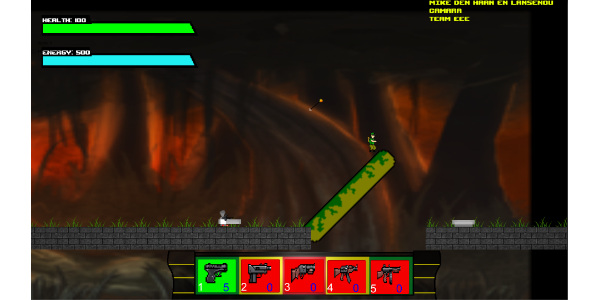 HEALTH: 100
ENERGY: 500
MIKE DEN HAAN EN LANSENOU
GAMARA
TEAM EEE
1 5 2 0 3 0 4 0 5 0